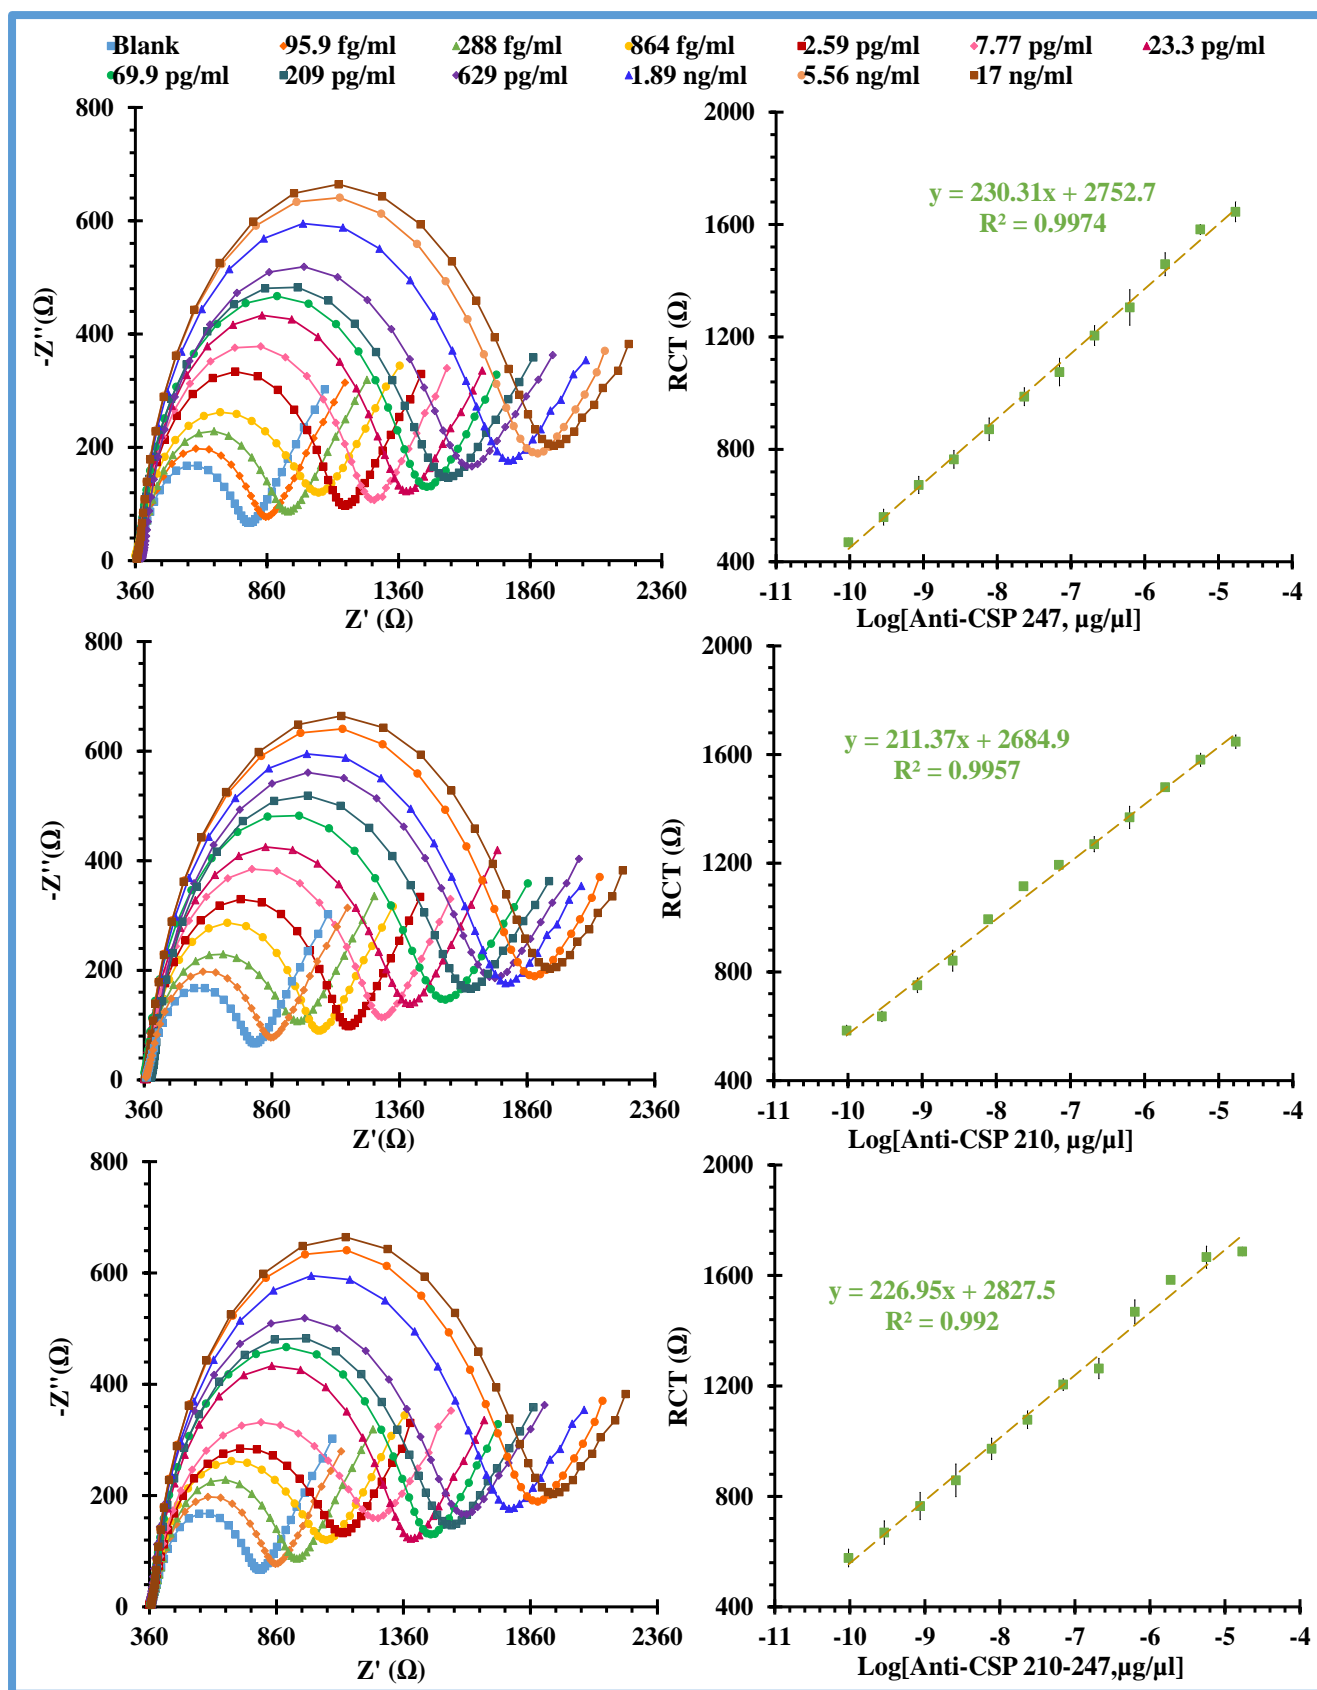 Blank 95.9 fg/ml 288 fg/ml 864 fg/ml 2.59 pg/ml 7.77 pg/ml 23.3 pg/ml
69.9 pg/ml 209 pg/ml 629 pg/ml 1.89 ng/ml 5.56 ng/ml 17 ng/ml
800
600
400
200
0
-Z''(Ω)
360 860 1360 1860 2360
Z' (Ω)
2000
1600
1200
800
400
RCT (Ω)
y = 230.31x + 2752.7
R² = 0.9974
-11 -10 -9 -8 -7 -6 -5 -4
Log[Anti-CSP 247, µg/µl]
800
600
400
200
0
-Z''(Ω)
360 860 1360 1860 2360
Z'(Ω)
2000
1600
1200
800
400
RCT (Ω)
y = 211.37x + 2684.9
R² = 0.9957
-11 -10 -9 -8 -7 -6 -5 -4
Log[Anti-CSP 210, µg/µl]
800
600
400
200
0
-Z''(Ω)
360 860 1360 1860 2360
Z' (Ω)
2000
1600
1200
800
400
RCT (Ω)
y = 226.95x + 2827.5
R² = 0.992
-11 -10 -9 -8 -7 -6 -5 -4
Log[Anti-CSP 210-247,µg/µl]